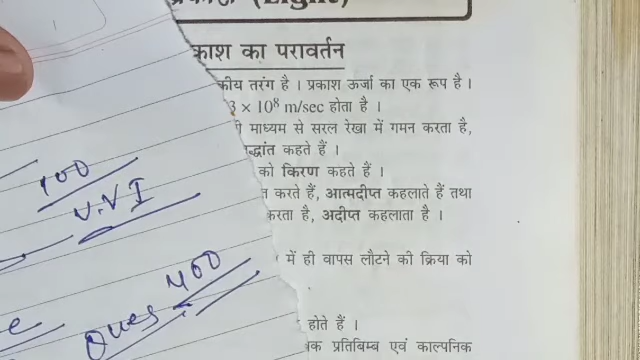 (Light)
का परावर्तन
तरंग है । प्रकाश ऊर्जा का एक रूप है ।
3 × 10⁸ m/sec होता है ।
माध्यम से सरल रेखा में गमन करता है,
कहते हैं ।
को किरण कहते हैं ।
करते हैं, आत्मदीप्त कहलाते हैं तथा
करता है, अदीप्त कहलाता है ।
में ही वापस लौटने की क्रिया को
होते हैं ।
प्रतिबिम्ब एवं काल्पनिक
100
V.V.I
Ques 400